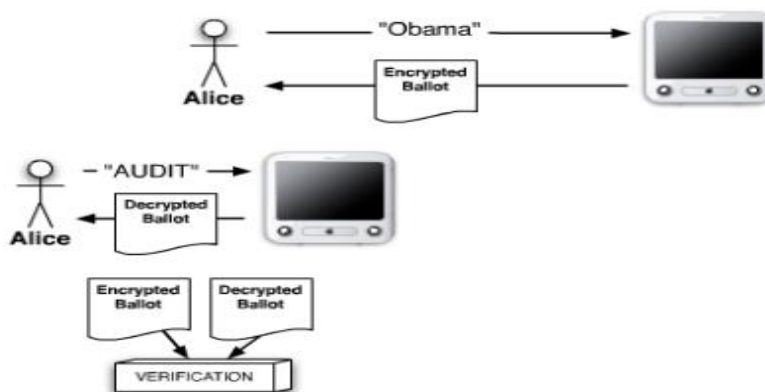 "Obama"
Encrypted
Ballot
Alice
"AUDIT"
Decrypted
Ballot
Alice
Encrypted
Ballot
Decrypted
Ballot
VERIFICATION